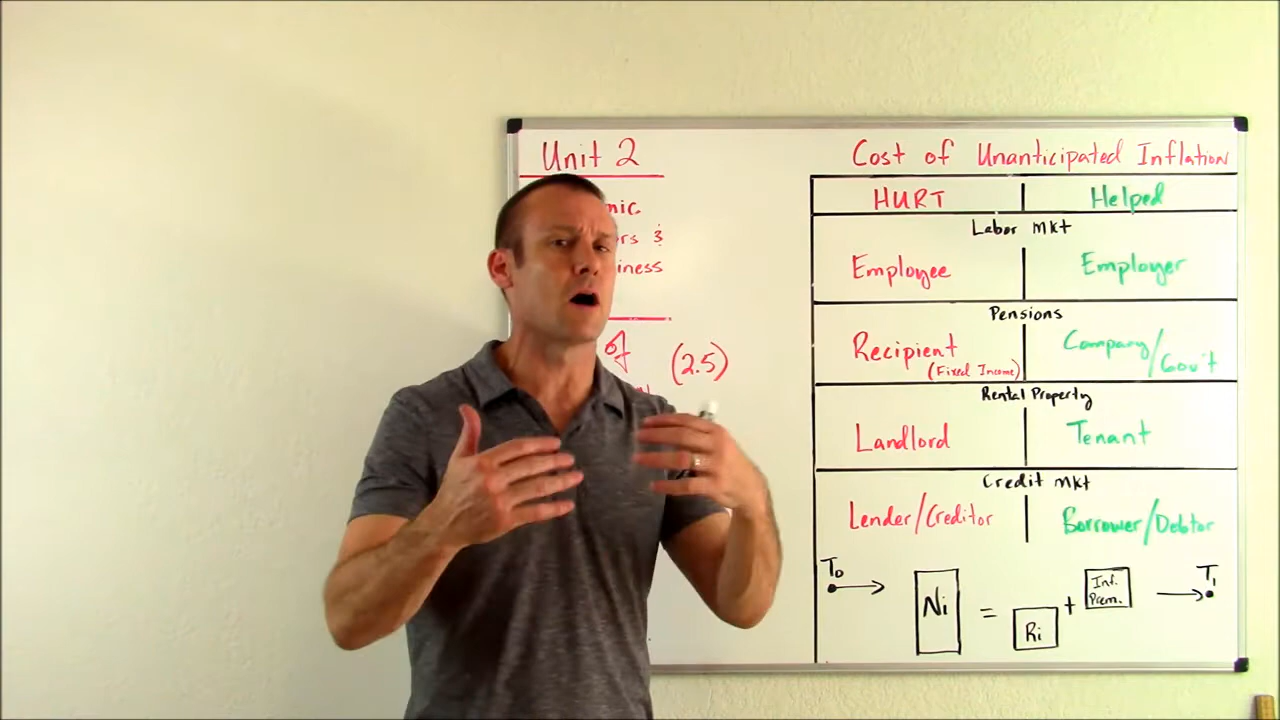 Unit 2
mic
rs &
iness
of
(2.5)
Cost of Unanticipated Inflation
HURT Helped
Labor Mkt
Employee Employer
Pensions
Recipient (Fixed Income) Company/Gov't
Rental Property
Landlord Tenant
Credit Mkt
Lender/Creditor Borrower/Debtor
T0 Ni = Ri + Inf. Prem. T1